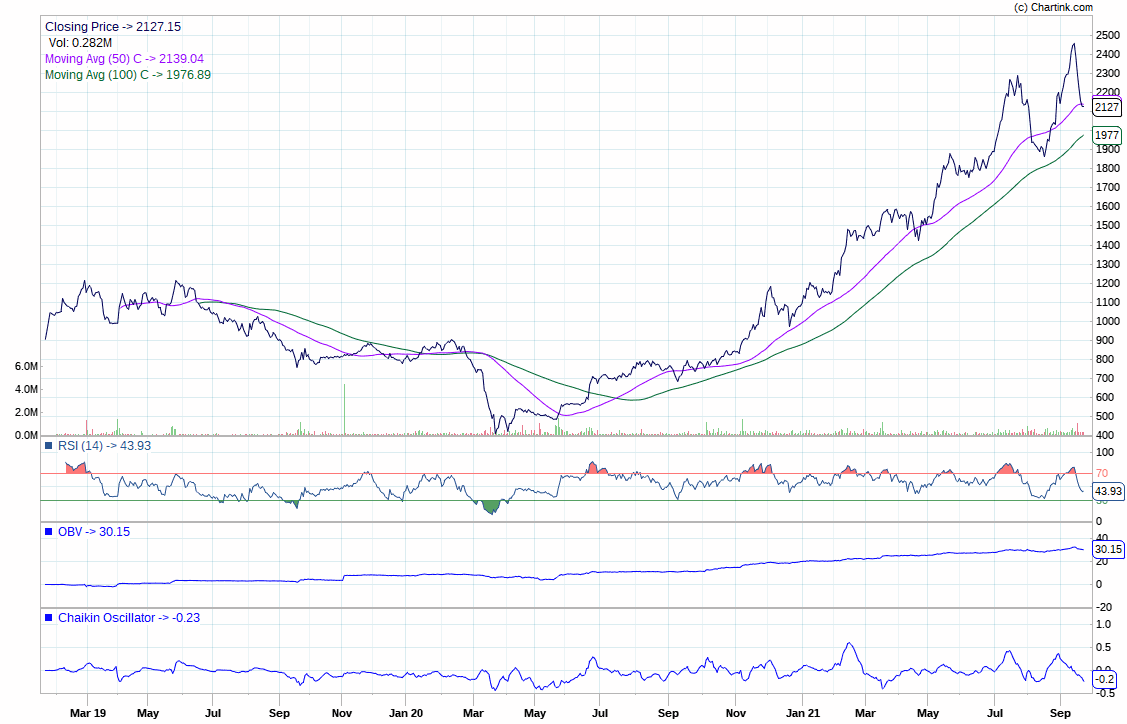 (c) Chartink.com
Closing Price -> 2127.15
Vol: 0.282M
Moving Avg (50) C -> 2139.04
Moving Avg (100) C -> 1976.89
2500
2400
2300
2200
2127
1977
1900
1800
1700
1600
1500
1400
1300
1200
1100
1000
900
800
700
600
500
400
6.0M
4.0M
2.0M
0.0M
RSI (14) -> 43.93
100
70
43.93
0
OBV -> 30.15
40
30.15
20
0
-20
Chaikin Oscillator -> -0.23
1.0
0.5
0.0
-0.2
-0.5
Mar 19 May Jul Sep Nov Jan 20 Mar May Jul Sep Nov Jan 21 Mar May Jul Sep